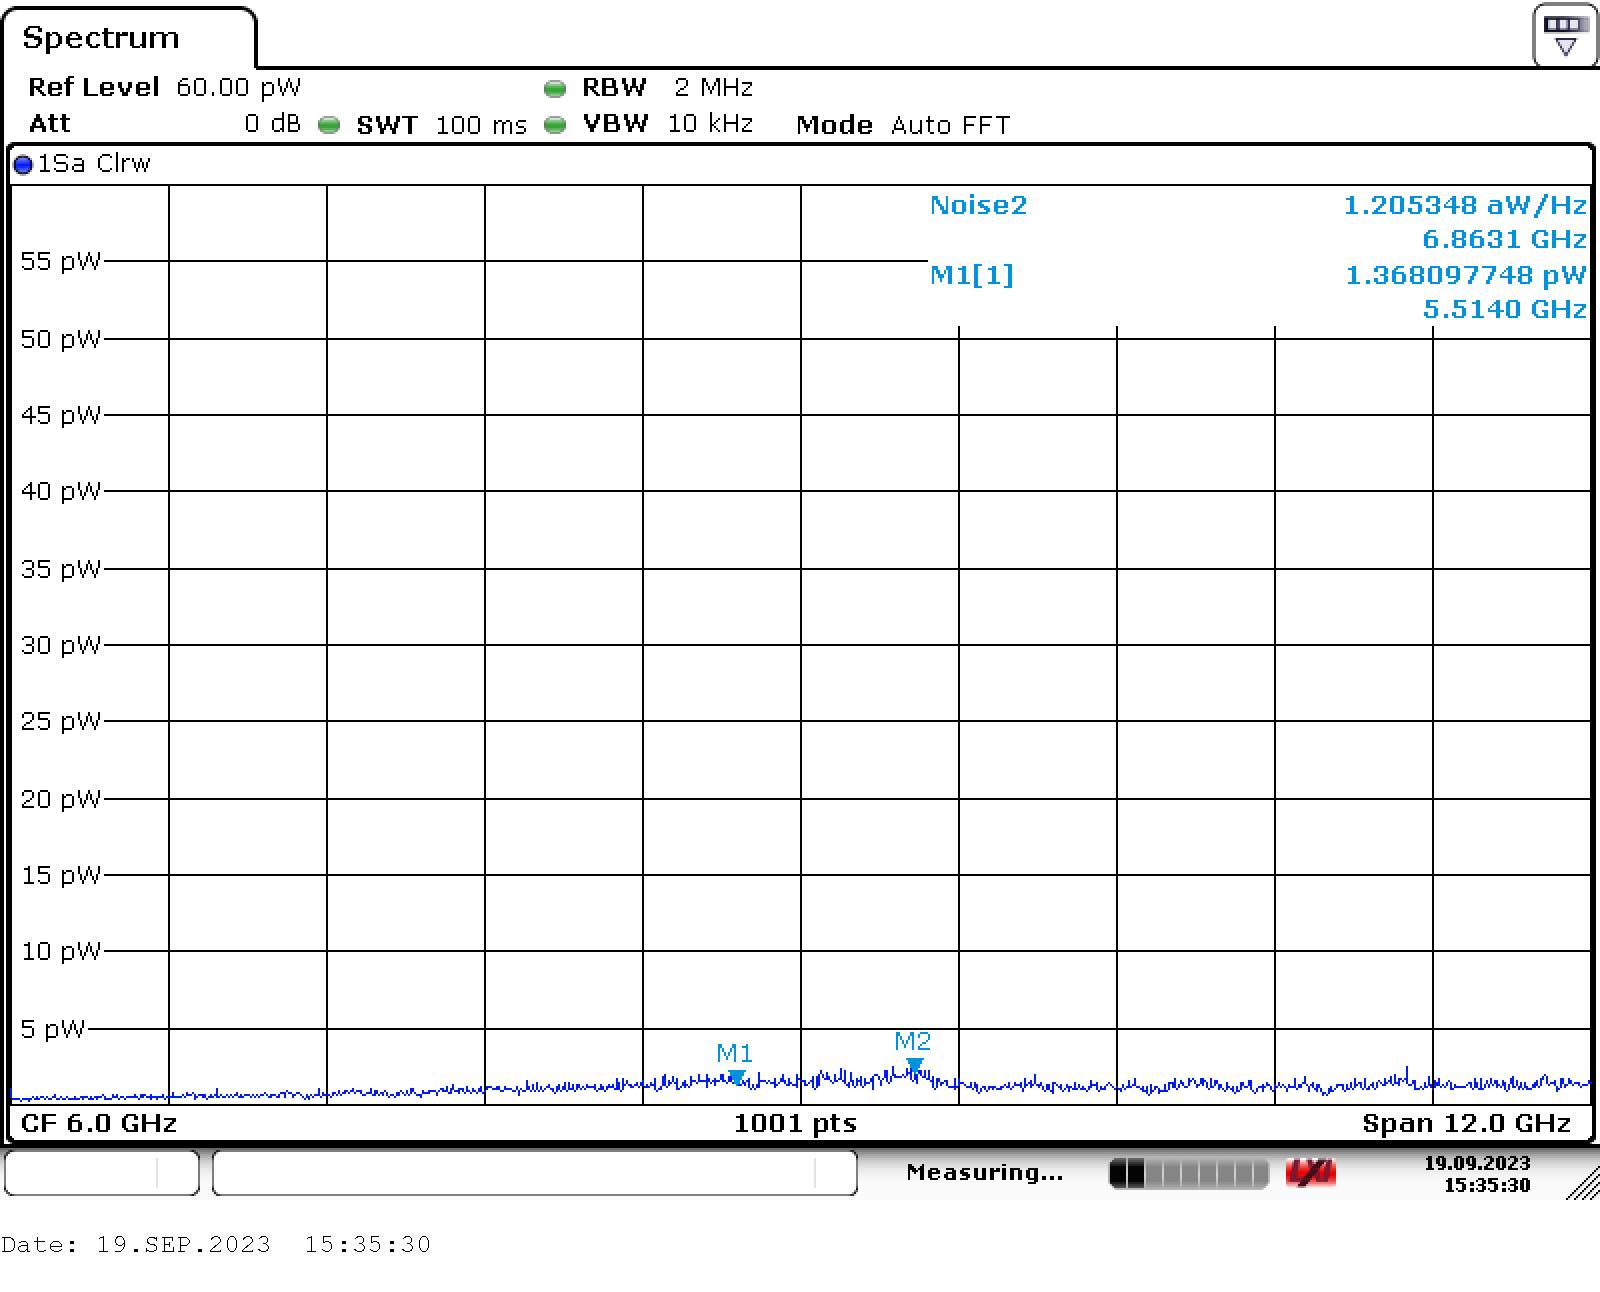 Spectrum
Ref Level 60.00 pW RBW 2 MHz
Att 0 dB SWT 100 ms VBW 10 kHz Mode Auto FFT
1Sa Clrw
Noise2 1.205348 aW/Hz
6.8631 GHz
M1[1] 1.368097748 pW
5.5140 GHz
55 pW
50 pW
45 pW
40 pW
35 pW
30 pW
25 pW
20 pW
15 pW
10 pW
5 pW
M1 M2
CF 6.0 GHz 1001 pts Span 12.0 GHz
Measuring... LXI 19.09.2023
15:35:30
Date: 19.SEP.2023 15:35:30